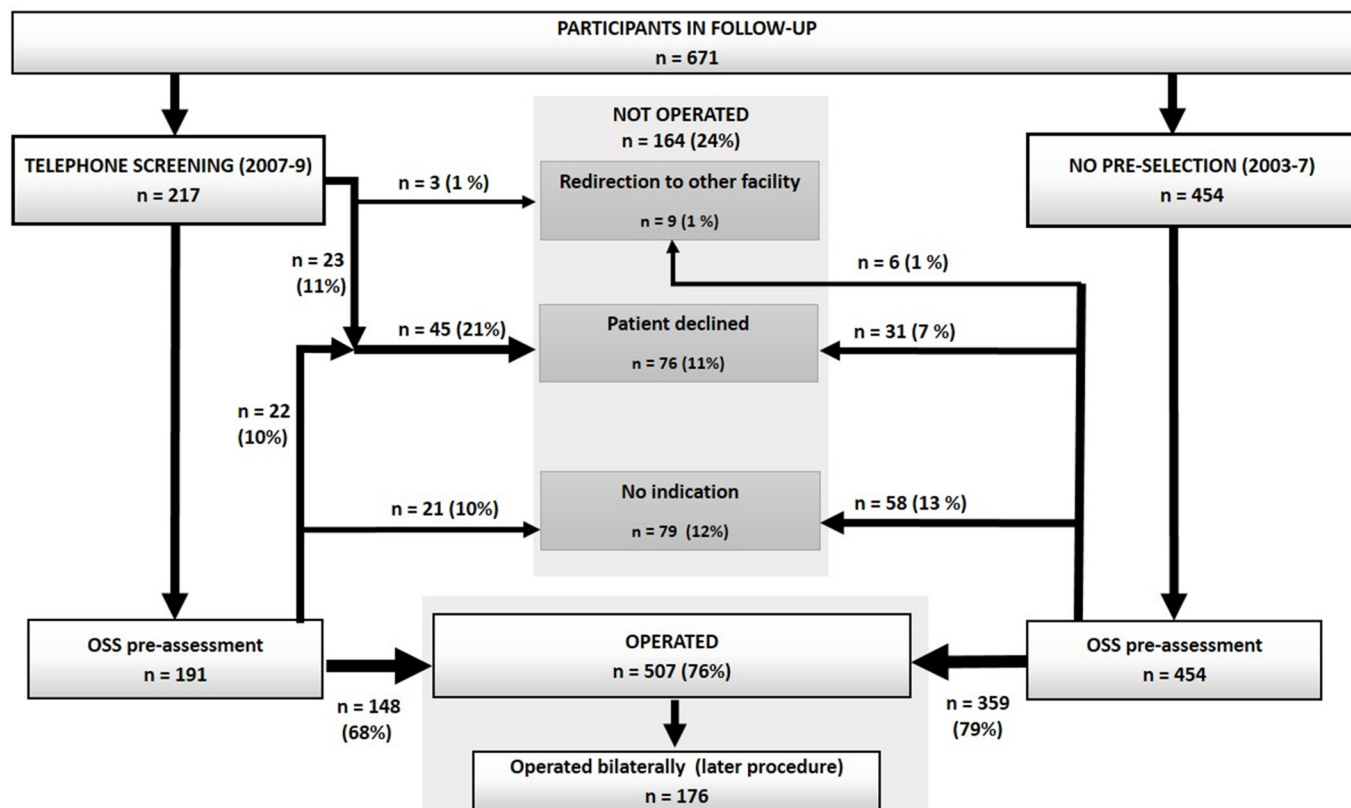 PARTICIPANTS IN FOLLOW-UP
n = 671
NOT OPERATED
n = 164 (24%)
TELEPHONE SCREENING (2007-9)
n = 217
NO PRE-SELECTION (2003-7)
n = 454
n = 3 (1 %)
Redirection to other facility
n = 9 (1 %)
n = 23
(11%)
n = 6 (1 %)
n = 45 (21%)
Patient declined
n = 76 (11%)
n = 31 (7 %)
n = 22
(10%)
n = 21 (10%)
No indication
n = 79 (12%)
n = 58 (13 %)
OSS pre-assessment
n = 191
OPERATED
n = 507 (76%)
OSS pre-assessment
n = 454
n = 148
(68%)
n = 359
(79%)
Operated bilaterally (later procedure)
n = 176